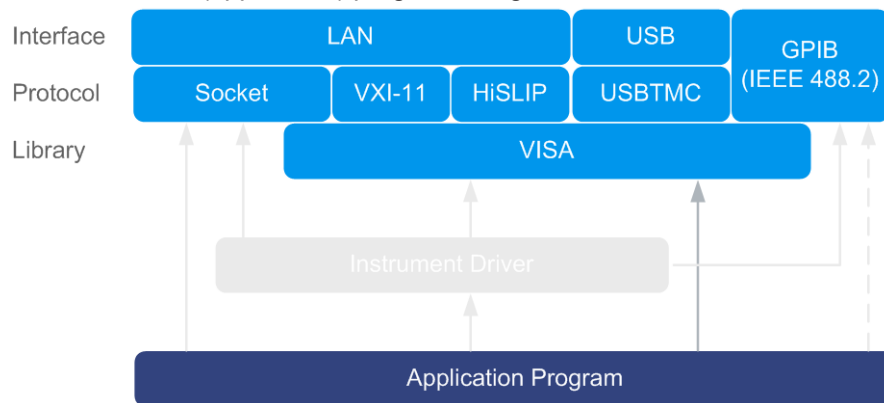 Interface
LAN
USB
GPIB
(IEEE 488.2)
Protocol
Socket
VXI-11
HiSLIP
USBTMC
Library
VISA
Instrument Driver
Application Program